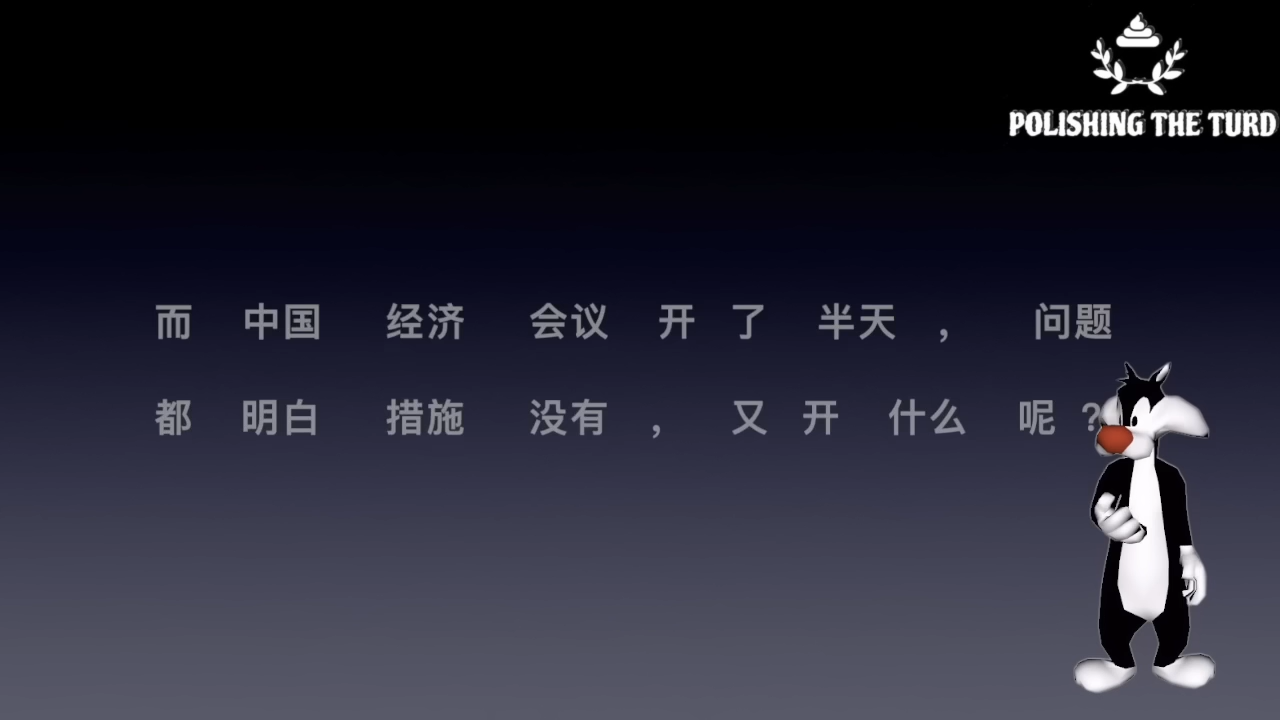 POLISHING THE TURD
而 中国 经济 会议 开 了 半天 ， 问题
都 明白 措施 没有 ， 又 开 什么 呢 ?